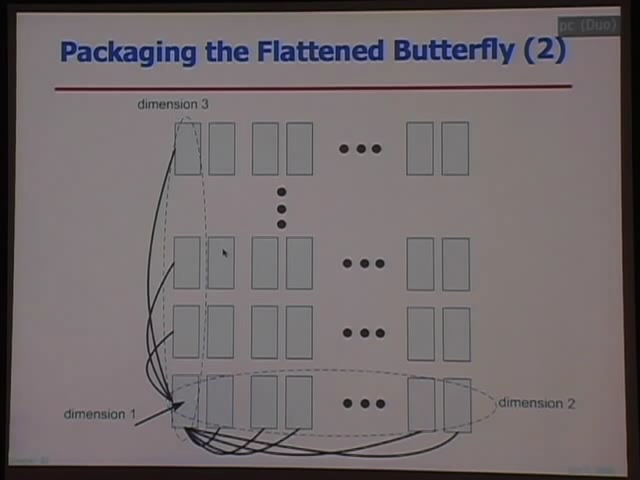 pc (Duo)
Packaging the Flattened Butterfly (2)
dimension 3
dimension 1
dimension 2